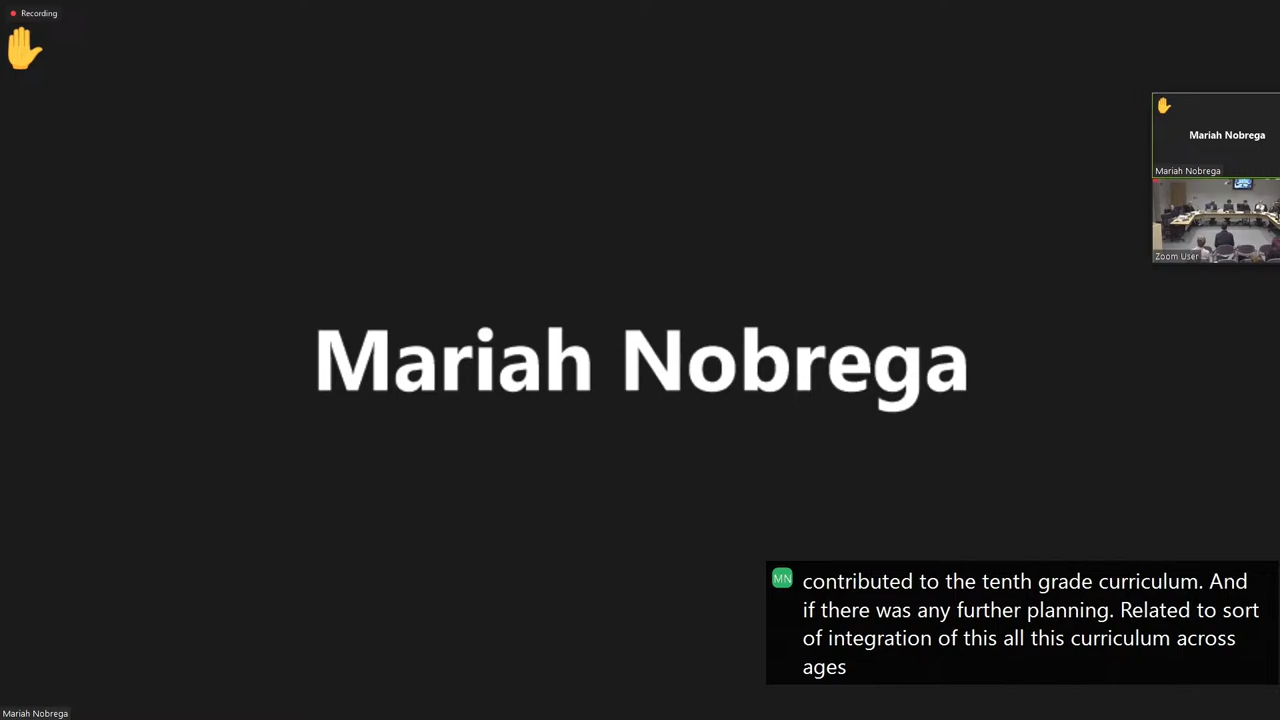 Recording
Mariah Nobrega
Mariah Nobrega
Zoom User
Mariah Nobrega
MN
contributed to the tenth grade curriculum. And
if there was any further planning. Related to sort
of integration of this all this curriculum across
ages
Mariah Nobrega